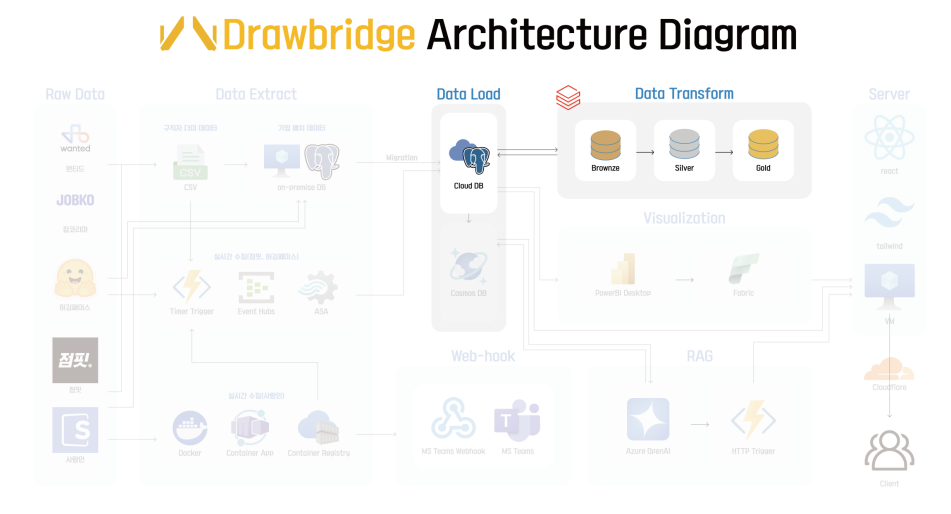 Drawbridge Architecture Diagram
Raw Data
Data Extract
Data Load
Data Transform
Server
구직자 더미 데이터
기업 매치 데이터
wanted
원티드
CSV
CSV
on-premise DB
Migration
Cloud DB
Brownze
Silver
Gold
react
JOBKO
잡코리아
Visualization
tailwind
실시간 수집(점핏, 허깅페이스)
허깅페이스
Timer Trigger
Event Hubs
ASA
Cosmos DB
PowerBI Desktop
Fabric
VM
점핏!
점핏
Web-hook
RAG
Cloudflare
실시간 수집(사람인)
S
사람인
Docker
Container App
Container Registry
MS Teams Webhook
MS Teams
Azure OpenAI
HTTP Trigger
Client